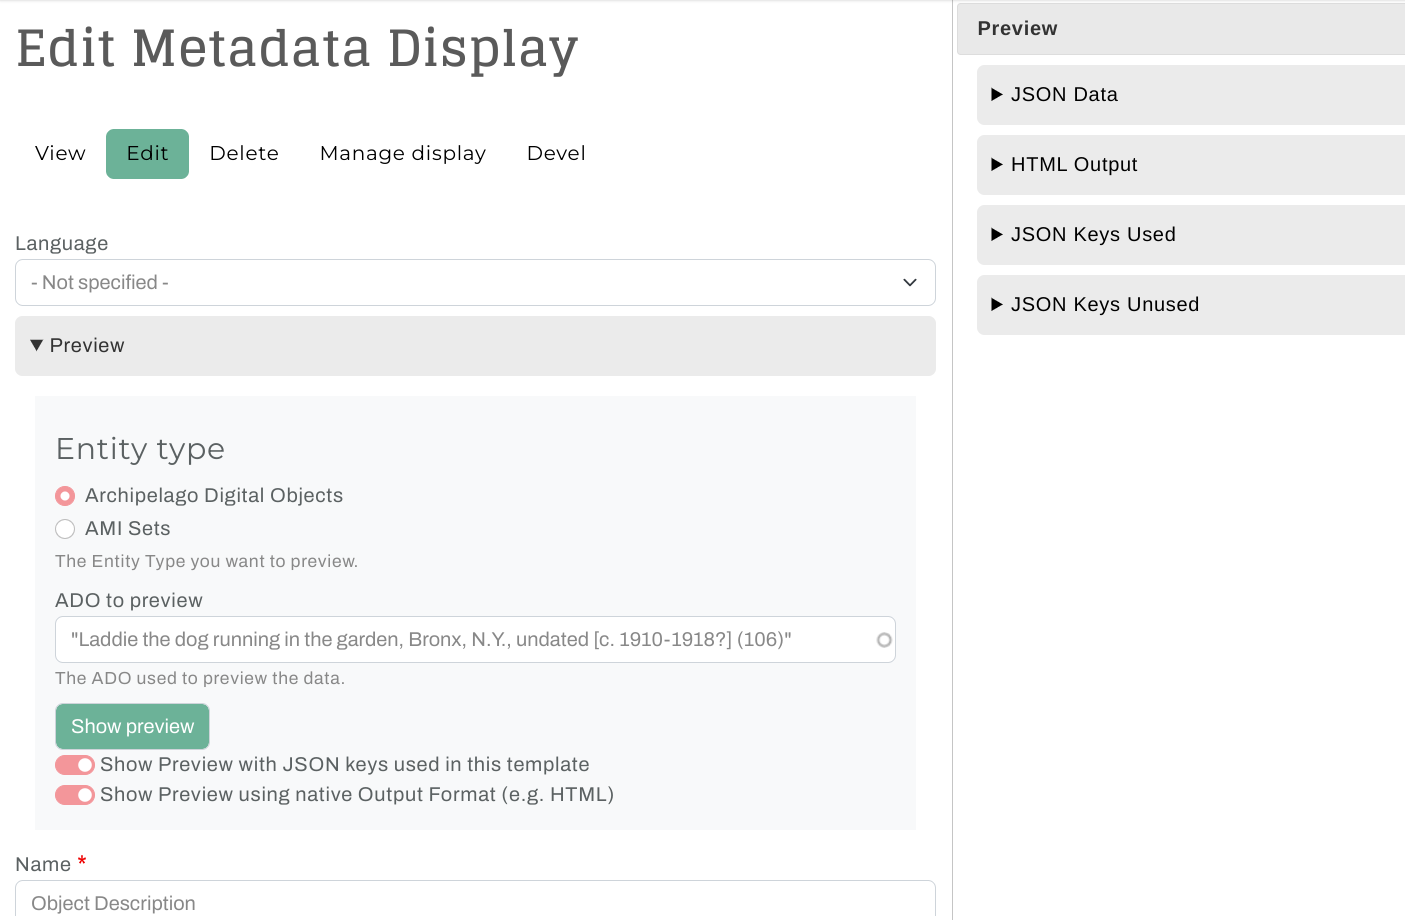 Edit Metadata Display
View Edit Delete Manage display Devel
Language
- Not specified -
Preview
Entity type
Archipelago Digital Objects
AMI Sets
The Entity Type you want to preview.
ADO to preview
"Laddie the dog running in the garden, Bronx, N.Y., undated [c. 1910-1918?] (106)"
The ADO used to preview the data.
Show preview
Show Preview with JSON keys used in this template
Show Preview using native Output Format (e.g. HTML)
Name *
Object Description
Preview
JSON Data
HTML Output
JSON Keys Used
JSON Keys Unused